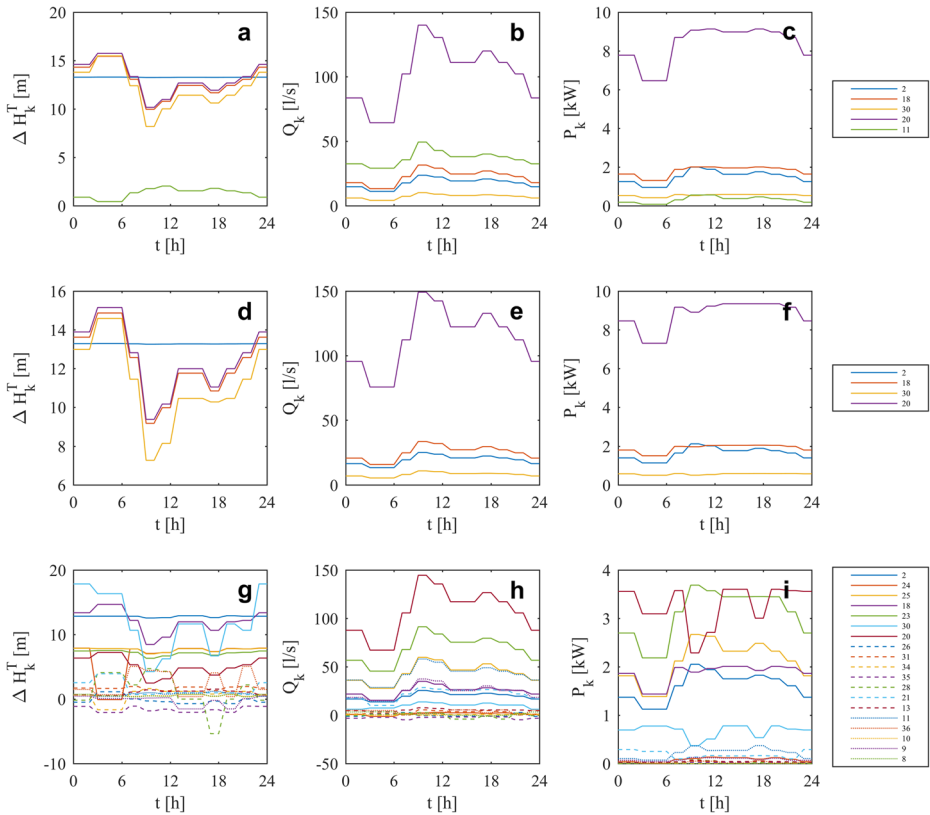 a
20
15
10
5
0
Δ H_k^T [m]
0 6 12 18 24
t [h]
b
150
100
50
0
Q_k [l/s]
0 6 12 18 24
t [h]
c
10
8
6
4
2
0
P_k [kW]
0 6 12 18 24
t [h]
2
18
30
20
11
d
16
14
12
10
8
6
Δ H_k^T [m]
0 6 12 18 24
t [h]
e
150
100
50
0
Q_k [l/s]
0 6 12 18 24
t [h]
f
10
8
6
4
2
0
P_k [kW]
0 6 12 18 24
t [h]
2
18
30
20
g
20
10
0
-10
Δ H_k^T [m]
0 6 12 18 24
t [h]
h
150
100
50
0
-50
Q_k [l/s]
0 6 12 18 24
t [h]
i
4
3
2
1
0
P_k [kW]
0 6 12 18 24
t [h]
2
24
25
18
23
30
20
26
31
34
35
28
21
13
11
36
10
9
8